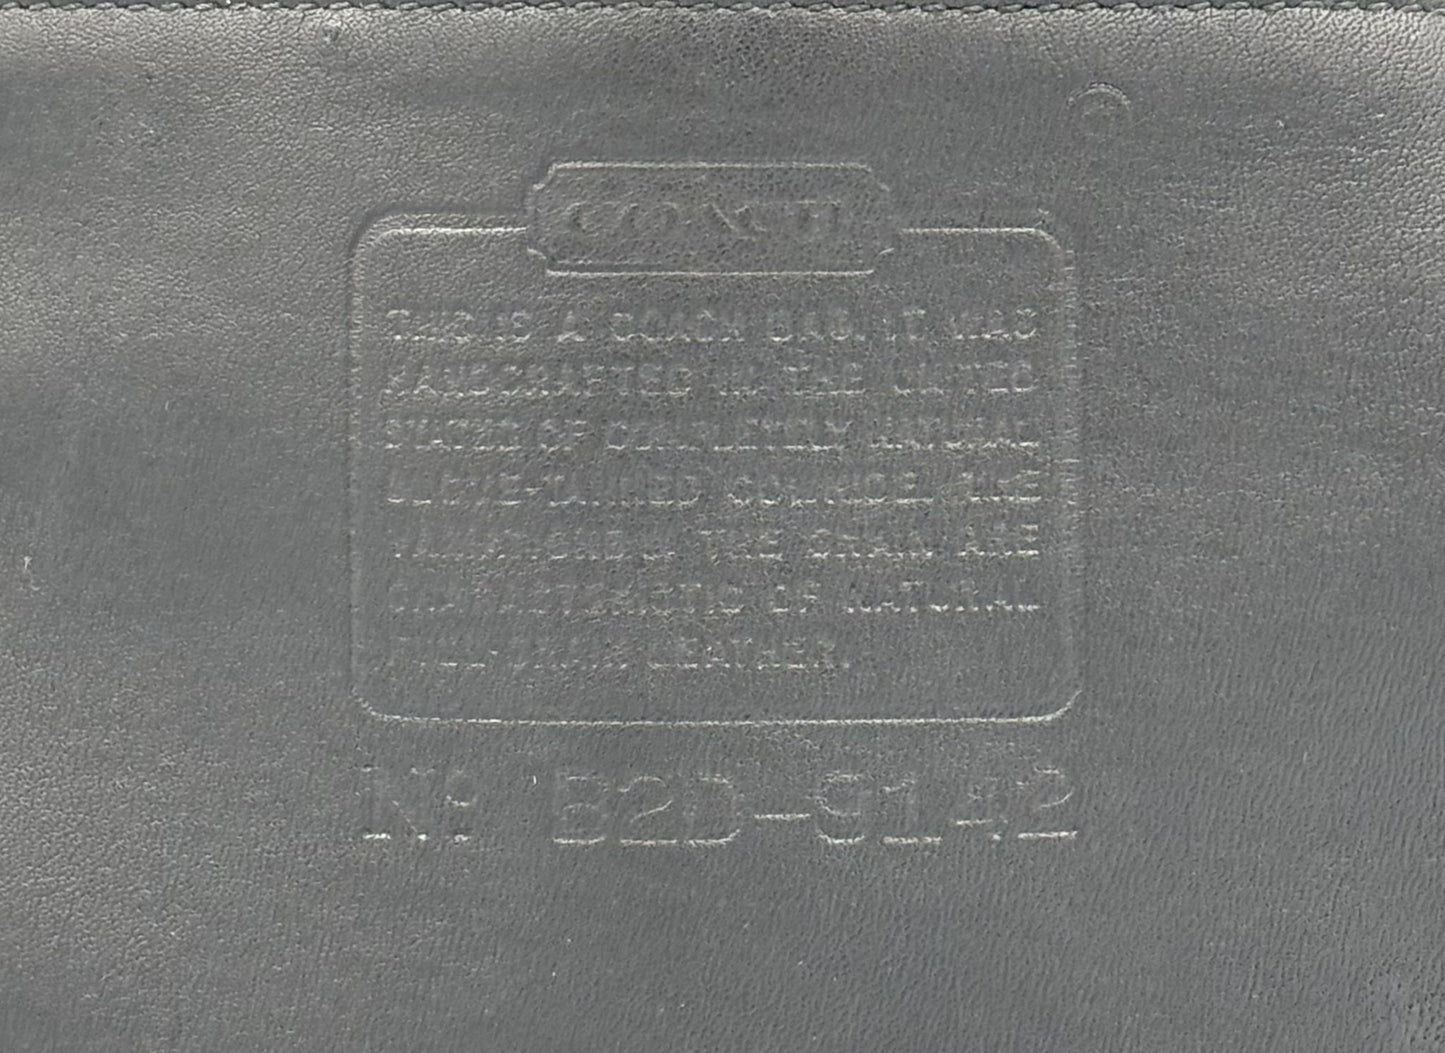 COACH
THIS IS A COACH BAG. IT WAS
HANDCRAFTED IN THE UNITED
STATES OF COMPLETELY NATURAL
GLOVE-TANNED COWHIDE. THE
VARIATIONS IN THE GRAIN ARE
CHARACTERISTIC OF NATURAL
FULL-GRAIN LEATHER.
Nº B2D-9142